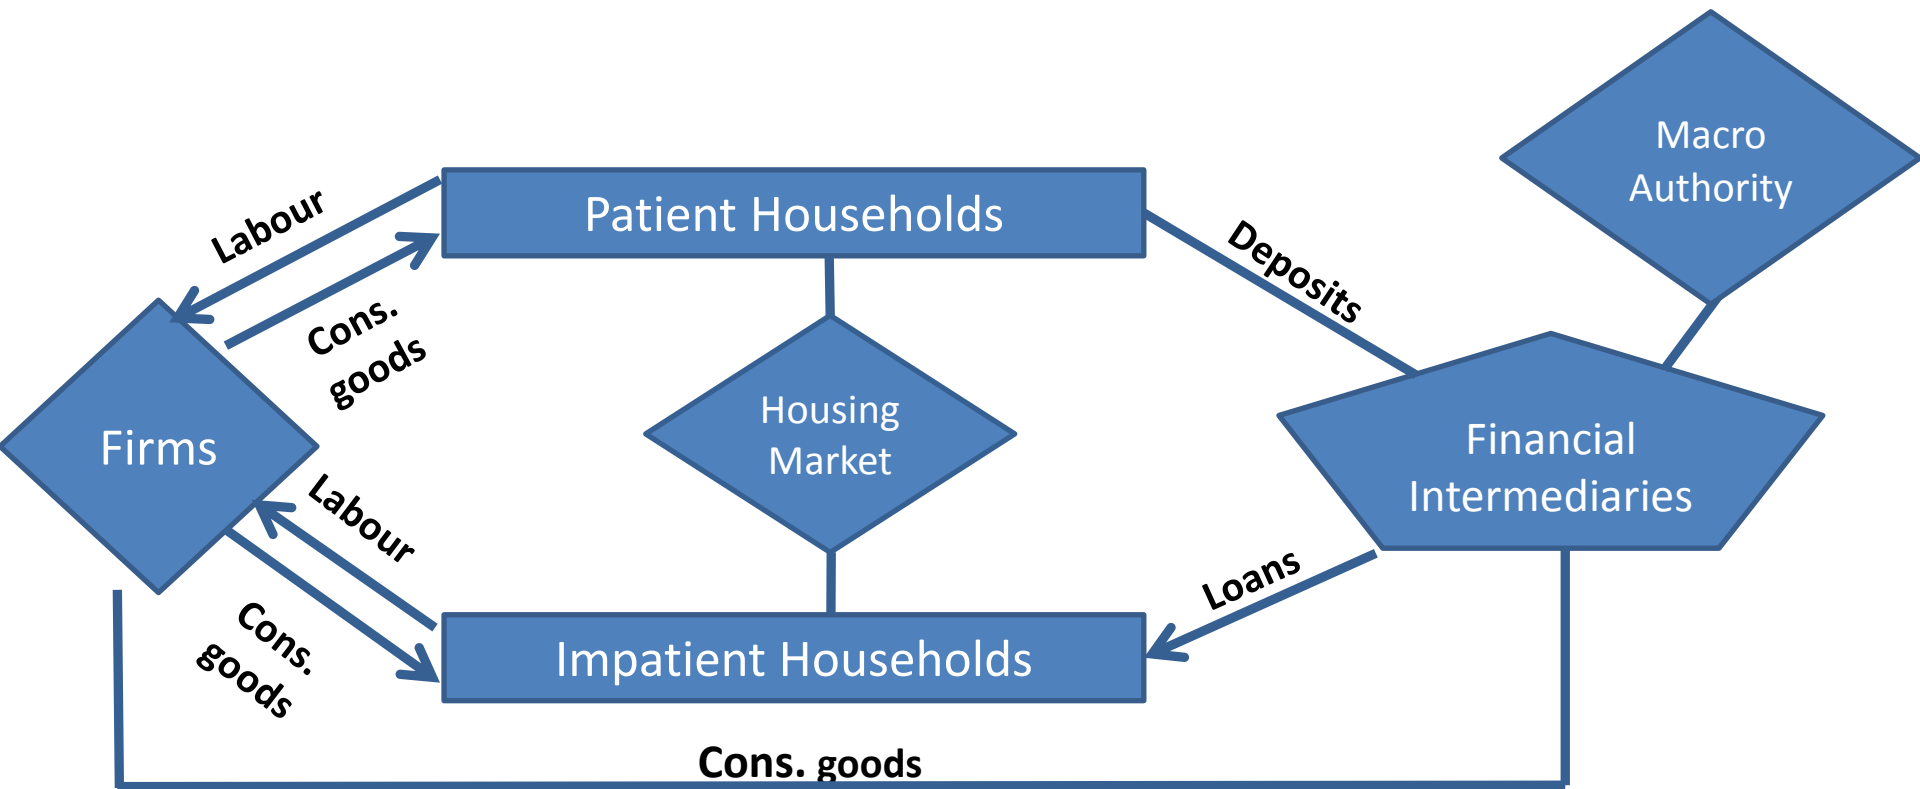 Macro
Authority
Patient Households
Labour
Deposits
Cons.
goods
Housing
Market
Firms
Financial
Intermediaries
Labour
Loans
Cons.
goods
Impatient Households
Cons. goods